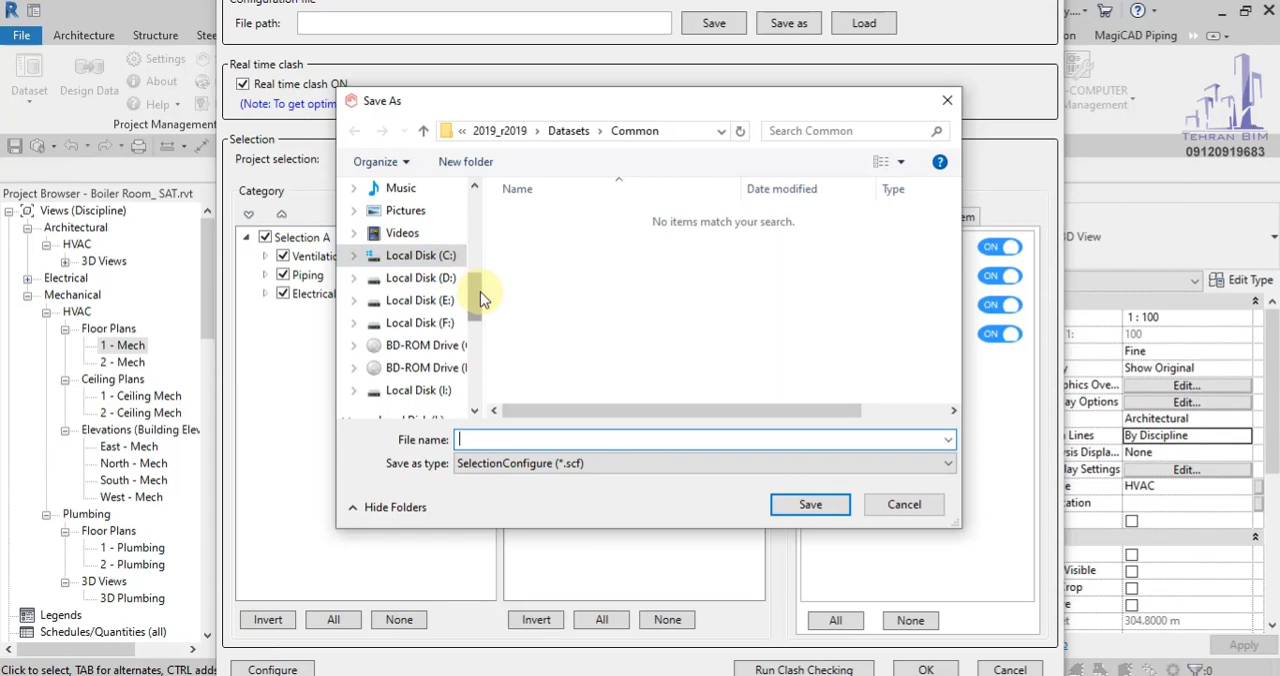 Configuration file
File path:
Save
Save as
Load
File
Architecture
Structure
MagiCAD Piping
Settings
Real time clash
About
Real time clash ON
Dataset
Design Data
Help
(Note: To get
Project Management
-COMPUTER
TEHRAN BIM
09120919683
Save As
2019_r2019 > Datasets > Common
Search Common
Organize
New folder
Name
Date modified
Type
No items match your search.
Music
Pictures
Videos
Local Disk (C:)
Local Disk (D:)
Local Disk (E:)
Local Disk (F:)
BD-ROM Drive (
BD-ROM Drive (
Local Disk (I:)
File name:
Save as type:
SelectionConfigure (*.scf)
Hide Folders
Save
Cancel
Selection
Project selection:
Category
Selection A
Piping
Electrical
ON
ON
ON
ON
Invert
All
None
Invert
All
None
All
None
Configure
Run Clash Checking
OK
Cancel
Project Browser - Boiler Room_ SAT.rvt
Views (Discipline)
Architectural
HVAC
3D Views
Electrical
Mechanical
HVAC
Floor Plans
1 - Mech
2 - Mech
Ceiling Plans
1 - Ceiling Mech
2 - Ceiling Mech
Elevations (Building Elev
East - Mech
North - Mech
South - Mech
West - Mech
Plumbing
Floor Plans
1 - Plumbing
2 - Plumbing
3D Views
3D Plumbing
Legends
Schedules/Quantities (all)
Click to select, TAB for alternates, CTRL adds
3D View
Edit Type
1 : 100
100
Fine
Show Original
Edit...
Edit...
Architectural
By Discipline
None
Edit...
HVAC
304.8000 m
Apply
:0